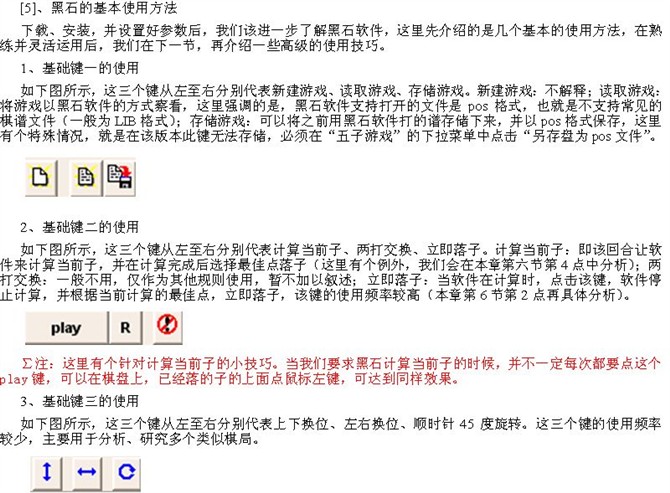 [5]、黑石的基本使用方法
下载、安装，并设置好参数后，我们该进一步了解黑石软件，这里先介绍的是几个基本的使用方法，在熟
练并灵活运用后，我们在下一节，再介绍一些高级的使用技巧。
1、基础键一的使用
如下图所示，这三个键从左至右分别代表新建游戏、读取游戏、存储游戏。新建游戏：不解释；读取游戏：
将游戏以黑石软件的方式察看，这里强调的是，黑石软件支持打开的文件是 pos 格式，也就是不支持常见的
棋谱文件（一般为 LIB 格式）；存储游戏：可以将之前用黑石软件打的谱存储下来，并以 pos 格式保存，这里
有个特殊情况，就是在该版本此键无法存储，必须在“五子游戏”的下拉菜单中点击“另存盘为 pos 文件”。
2、基础键二的使用
如下图所示，这三个键从左至右分别代表计算当前子、两打交换、立即落子。计算当前子：即该回合让软
件来计算当前子，并在计算完成后选择最佳点落子（这里有个例外，我们会在本章第六节第 4 点中分析）；两
打交换：一般不用，仅作为其他规则使用，暂不加以叙述；立即落子：当软件在计算时，点击该键，软件停
止计算，并根据当前计算的最佳点，立即落子，该键的使用频率较高（本章第 6 节第 2 点再具体分析）。
play R
∑注：这里有个针对计算当前子的小技巧。当我们要求黑石计算当前子的时候，并不一定每次都要点这个
play 键，可以在棋盘上，已经落的子的上面点鼠标左键，可达到同样效果。
3、基础键三的使用
如下图所示，这三个键从左至右分别代表上下换位、左右换位、顺时针 45 度旋转。这三个键的使用频率
较少，主要用于分析、研究多个类似棋局。